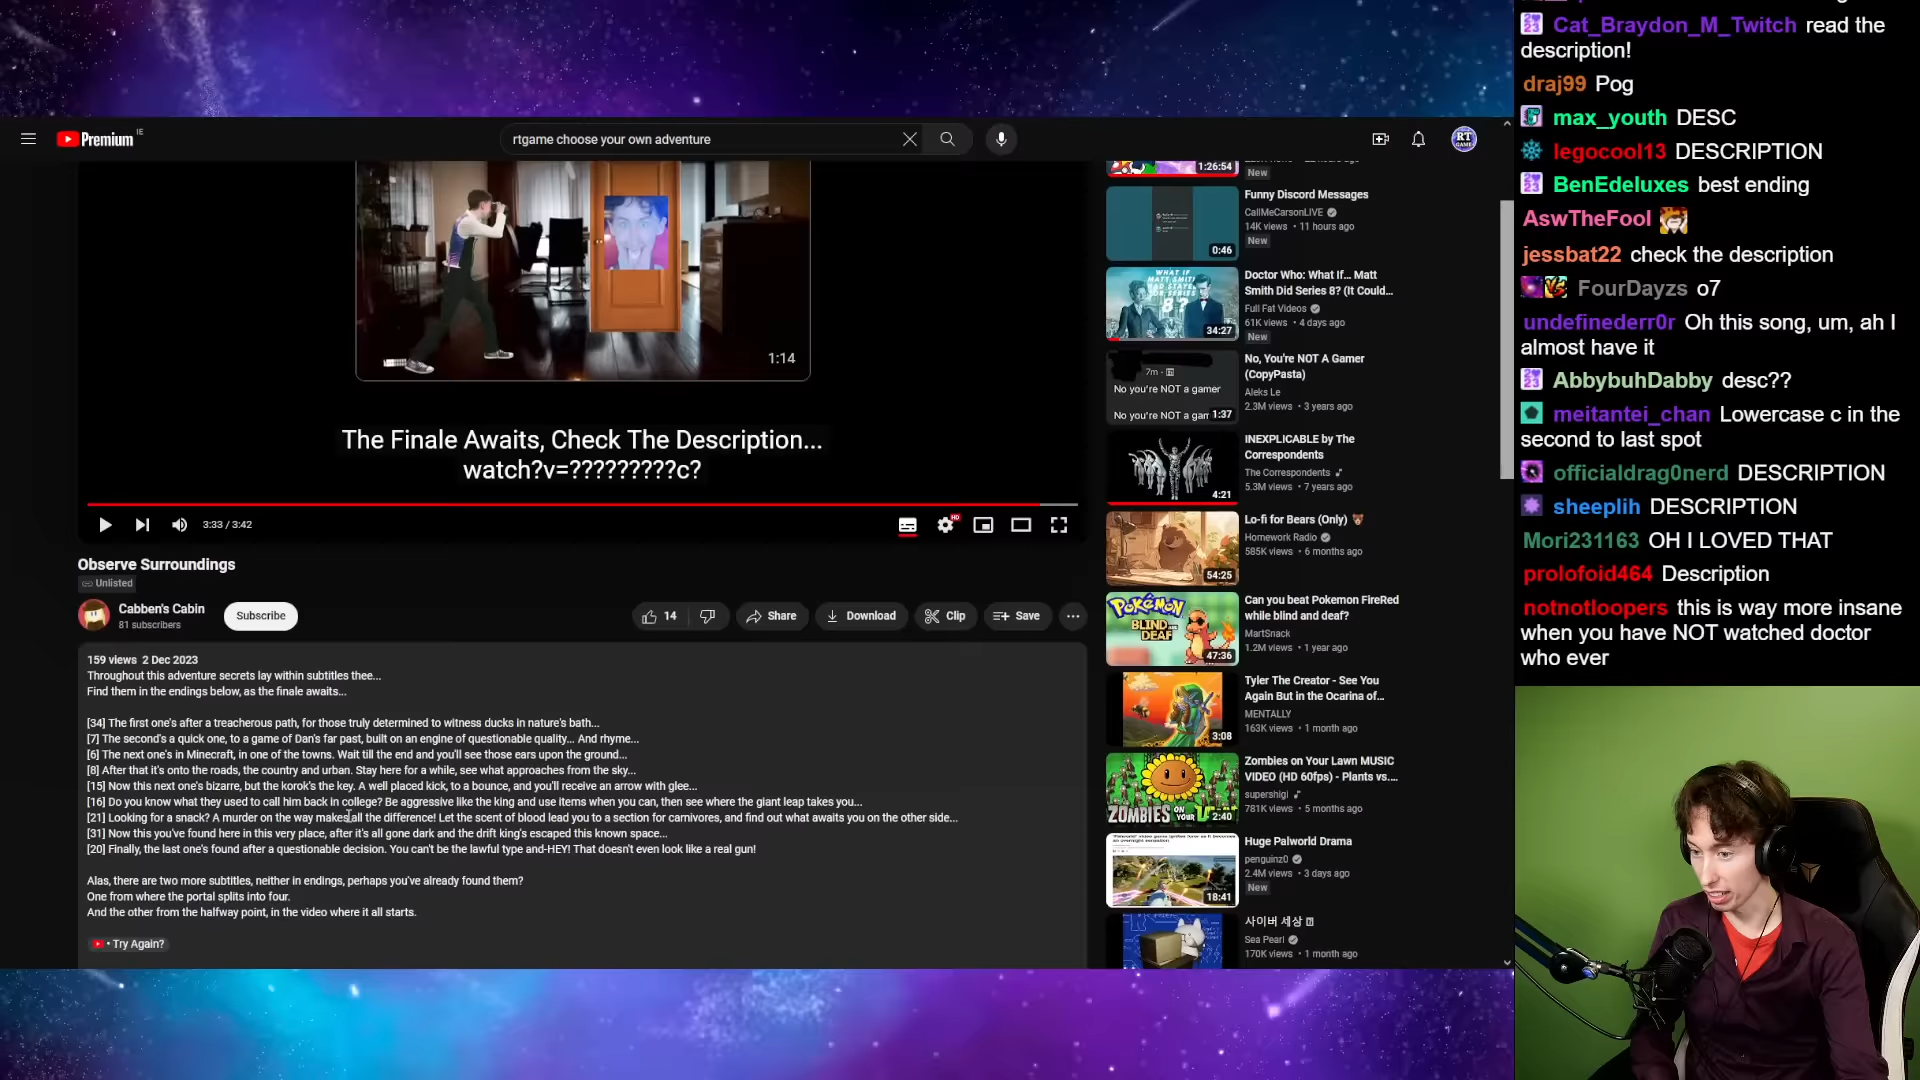 Premium
IE
rtgame choose your own adventure
RT
GAME
1:14
The Finale Awaits, Check The Description...
watch?v=?????????c?
3:33 / 3:42
HD
Observe Surroundings
Unlisted
Cabben's Cabin
81 subscribers
Subscribe
14
Share
Download
Clip
Save
159 views 2 Dec 2023
Throughout this adventure secrets lay within subtitles thee...
Find them in the endings below, as the finale awaits...
[34] The first one's after a treacherous path, for those truly determined to witness ducks in nature's bath...
[7] The second's a quick one, to a game of Dan's far past, built on an engine of questionable quality... And rhyme...
[6] The next one's in Minecraft, in one of the towns. Wait till the end and you'll see those ears upon the ground...
[8] After that it's onto the roads, the country and urban. Stay here for a while, see what approaches from the sky...
[15] Now this next one's bizarre, but the korok's the key. A well placed kick, to a bounce, and you'll receive an arrow with glee...
[16] Do you know what they used to call him back in college? Be aggressive like the king and use items when you can, then see where the giant leap takes you...
[21] Looking for a snack? A murder on the way makes all the difference! Let the scent of blood lead you to a section for carnivores, and find out what awaits you on the other side...
[31] Now this you've found here in this very place, after it's all gone dark and the drift king's escaped this known space...
[20] Finally, the last one's found after a questionable decision. You can't be the lawful type and-HEY! That doesn't even look like a real gun!
Alas, there are two more subtitles, neither in endings, perhaps you've already found them?
One from where the portal splits into four.
And the other from the halfway point, in the video where it all starts.
• Try Again?
1:26:54
New
0:46
Funny Discord Messages
CallMeCarsonLIVE
14K views • 11 hours ago
New
WHAT IF
MATT SMITH
HAD STAYED
FOR SERIES
8?
34:27
Doctor Who: What If... Matt
Smith Did Series 8? (It Could...
Full Fat Videos
61K views • 4 days ago
New
7m
No you're NOT a gamer
No you're NOT a gam
1:37
No, You're NOT A Gamer
(CopyPasta)
Aleks Le
2.3M views • 3 years ago
4:21
INEXPLICABLE by The
Correspondents
The Correspondents
5.3M views • 7 years ago
54:25
Lo-fi for Bears (Only)
Homework Radio
585K views • 6 months ago
POKéMON
BLIND AND
DEAF
47:36
Can you beat Pokemon FireRed
while blind and deaf?
MartSnack
1.2M views • 1 year ago
3:08
Tyler The Creator - See You
Again But in the Ocarina of...
MENTALLY
163K views • 1 month ago
ZOMBIES
ON YOUR
2:40
Zombies on Your Lawn MUSIC
VIDEO (HD 60fps) - Plants vs....
supershigi
781K views • 5 months ago
18:41
Huge Palworld Drama
penguinz0
2.4M views • 3 days ago
New
사이버 세상
Sea Pearl
170K views • 1 month ago
Cat_Braydon_M_Twitch read the
description!
draj99 Pog
max_youth DESC
legocool13 DESCRIPTION
BenEdeluxes best ending
AswTheFool
jessbat22 check the description
FourDayzs o7
undefinederr0r Oh this song, um, ah I
almost have it
AbbybuhDabby desc??
meitantei_chan Lowercase c in the
second to last spot
officialdrag0nerd DESCRIPTION
sheeplih DESCRIPTION
Mori231163 OH I LOVED THAT
prolofoid464 Description
notnotloopers this is way more insane
when you have NOT watched doctor
who ever